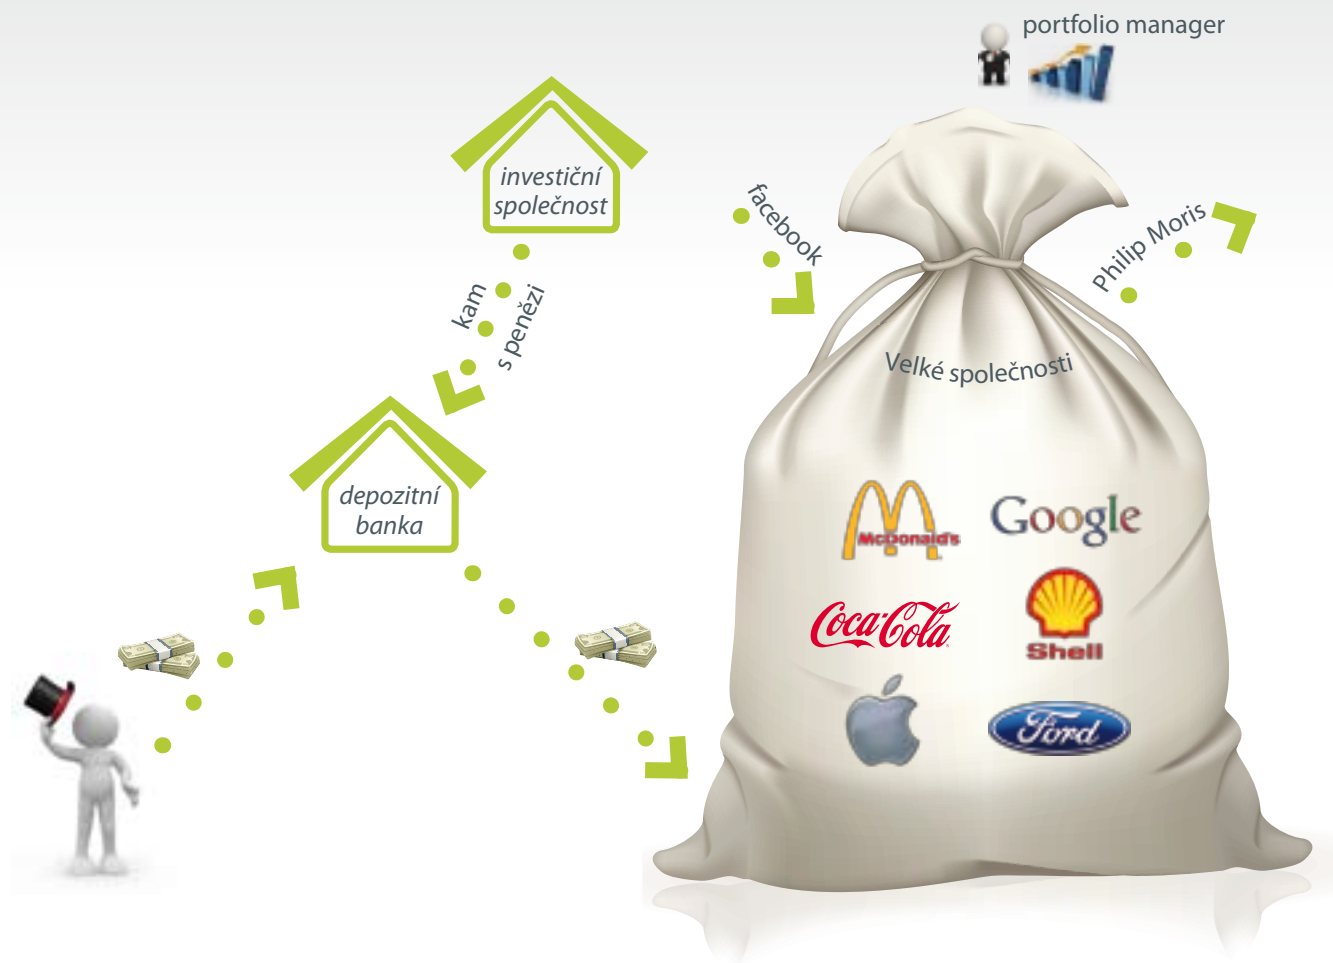 portfolio manager
investiční
společnost
facebook
Philip Moris
kam
s penězi
Velké společnosti
depozitní
banka
McDonald's
Google
Coca-Cola
Shell
Ford